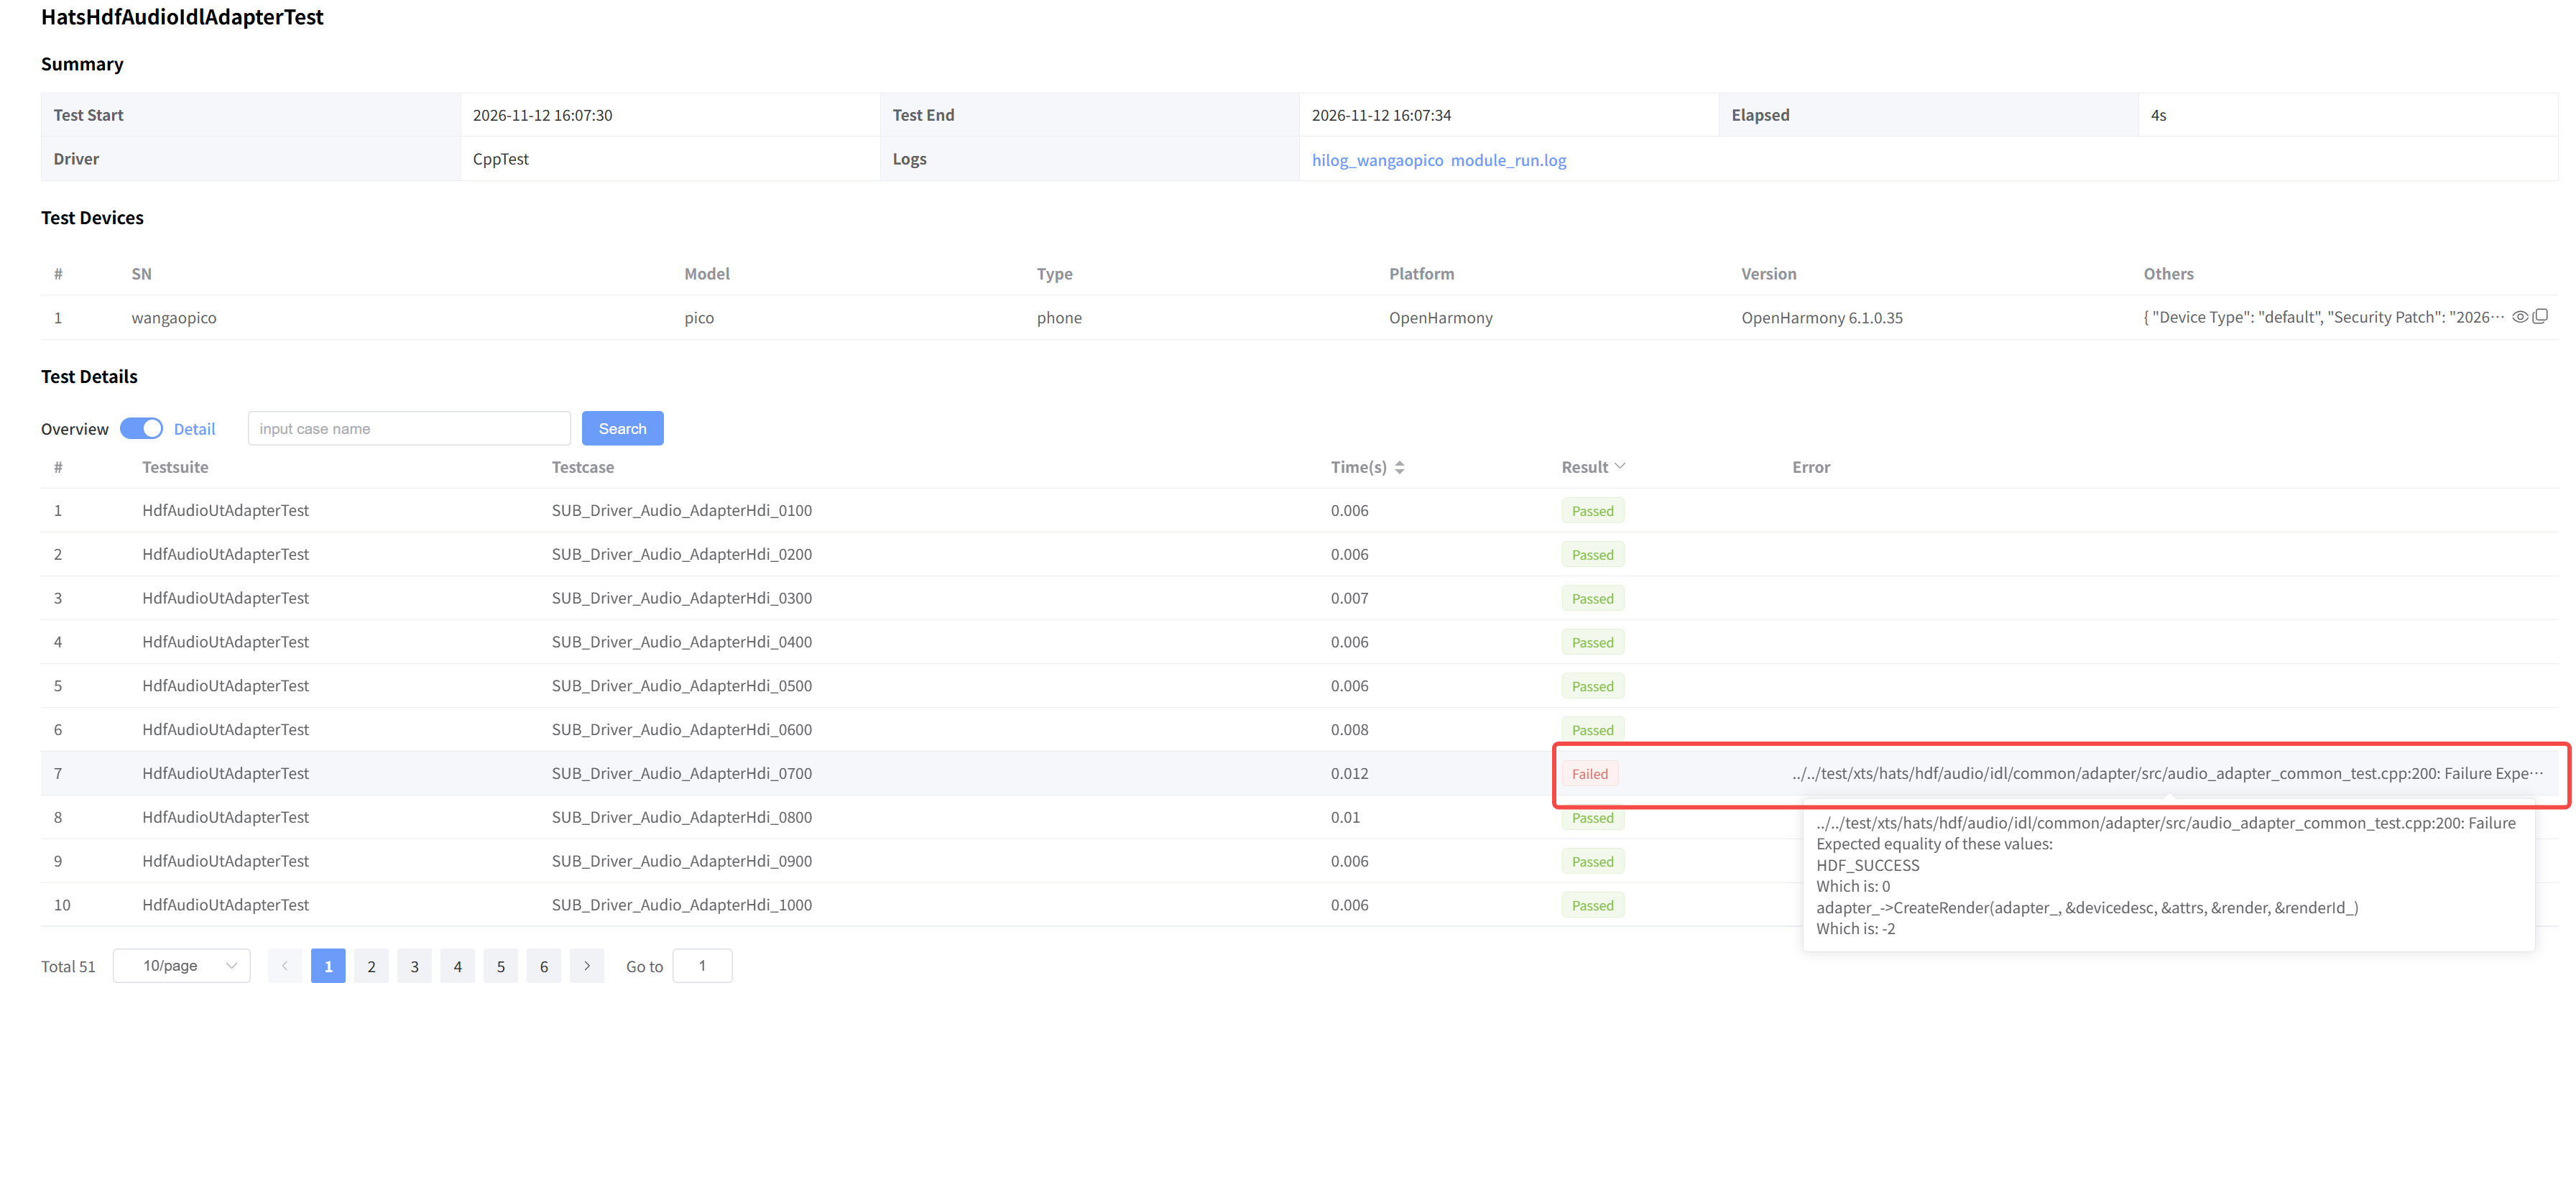 HatsHdfAudioIdlAdapterTest
Summary
Test Start 2026-11-12 16:07:30 Test End 2026-11-12 16:07:34 Elapsed 4s
Driver CppTest Logs hilog_wangaopico module_run.log
Test Devices
# SN Model Type Platform Version Others
1 wangaopico pico phone OpenHarmony OpenHarmony 6.1.0.35 { "Device Type": "default", "Security Patch": "2026···
Test Details
Overview Detail input case name Search
# Testsuite Testcase Time(s) Result Error
1 HdfAudioUtAdapterTest SUB_Driver_Audio_AdapterHdi_0100 0.006 Passed
2 HdfAudioUtAdapterTest SUB_Driver_Audio_AdapterHdi_0200 0.006 Passed
3 HdfAudioUtAdapterTest SUB_Driver_Audio_AdapterHdi_0300 0.007 Passed
4 HdfAudioUtAdapterTest SUB_Driver_Audio_AdapterHdi_0400 0.006 Passed
5 HdfAudioUtAdapterTest SUB_Driver_Audio_AdapterHdi_0500 0.006 Passed
6 HdfAudioUtAdapterTest SUB_Driver_Audio_AdapterHdi_0600 0.008 Passed
7 HdfAudioUtAdapterTest SUB_Driver_Audio_AdapterHdi_0700 0.012 Failed ../../test/xts/hats/hdf/audio/idl/common/adapter/src/audio_adapter_common_test.cpp:200: Failure Expe···
8 HdfAudioUtAdapterTest SUB_Driver_Audio_AdapterHdi_0800 0.01 Passed
9 HdfAudioUtAdapterTest SUB_Driver_Audio_AdapterHdi_0900 0.006 Passed
10 HdfAudioUtAdapterTest SUB_Driver_Audio_AdapterHdi_1000 0.006 Passed
../../test/xts/hats/hdf/audio/idl/common/adapter/src/audio_adapter_common_test.cpp:200: Failure
Expected equality of these values:
HDF_SUCCESS
Which is: 0
adapter_->CreateRender(adapter_, &devicedesc, &attrs, &render, &renderId_)
Which is: -2
Total 51 10/page 1 2 3 4 5 6 Go to 1